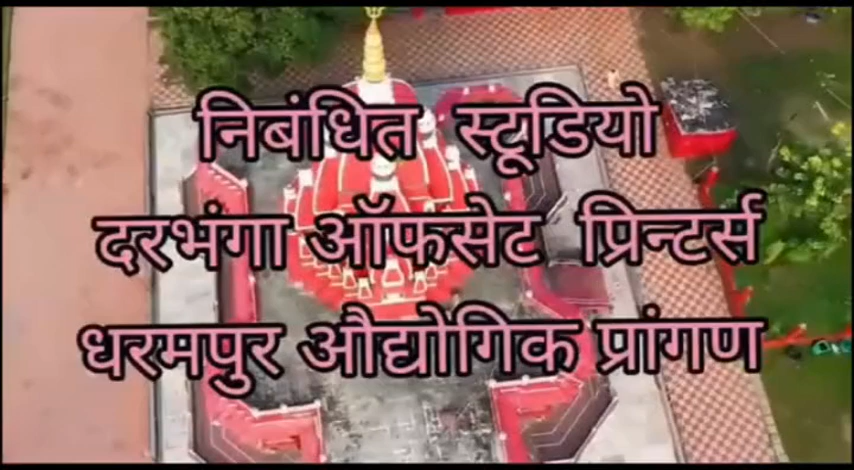 निबंधित स्टूडियो
दरभंगा ऑफसेट प्रिन्टर्स
धरमपुर औद्योगिक प्रांगण